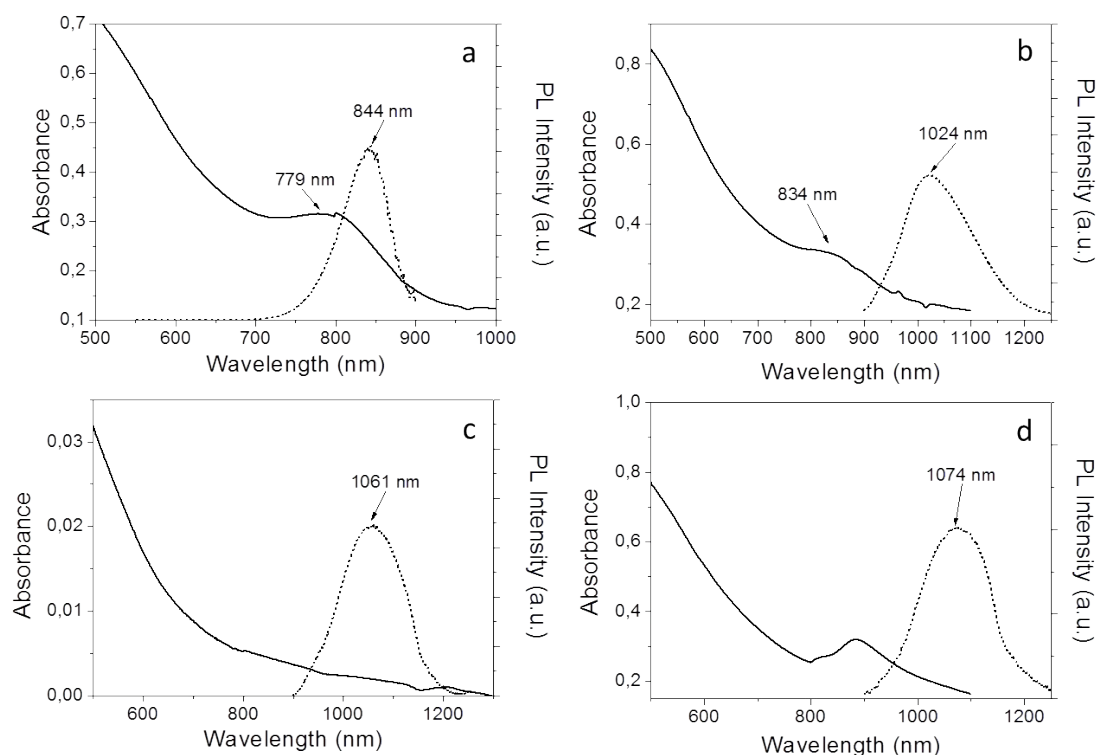 a
0,7
0,6
0,5
0,4
0,3
0,2
0,1
Absorbance
844 nm
779 nm
PL Intensity (a.u.)
500 600 700 800 900 1000
Wavelength (nm)
b
0,8
0,6
0,4
0,2
Absorbance
1024 nm
834 nm
PL Intensity (a.u.)
500 600 700 800 900 1000 1100 1200
Wavelength (nm)
c
0,03
0,02
0,01
0,00
Absorbance
1061 nm
PL Intensity (a.u.)
600 800 1000 1200
Wavelength (nm)
d
1,0
0,8
0,6
0,4
0,2
Absorbance
1074 nm
PL Intensity (a.u.)
600 800 1000 1200
Wavelength (nm)